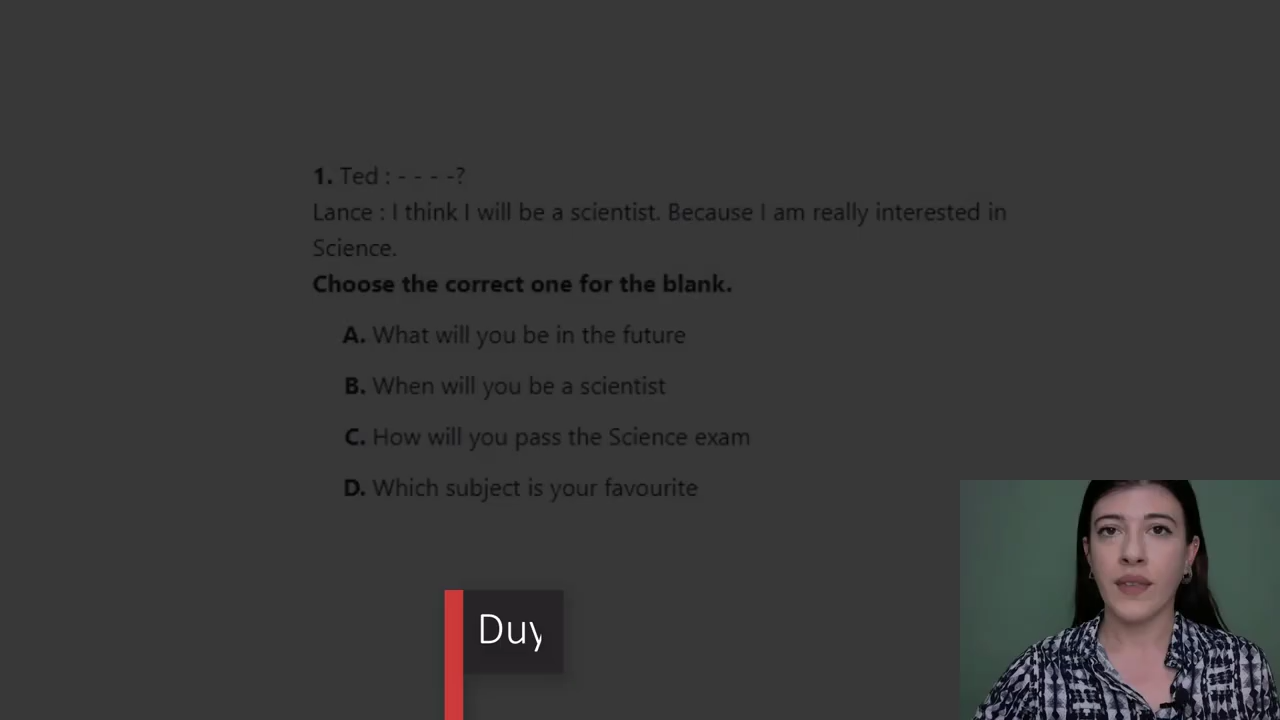 1. Ted : - - - -?
Lance : I think I will be a scientist. Because I am really interested in
Science.
Choose the correct one for the blank.
A. What will you be in the future
B. When will you be a scientist
C. How will you pass the Science exam
D. Which subject is your favourite
Duy